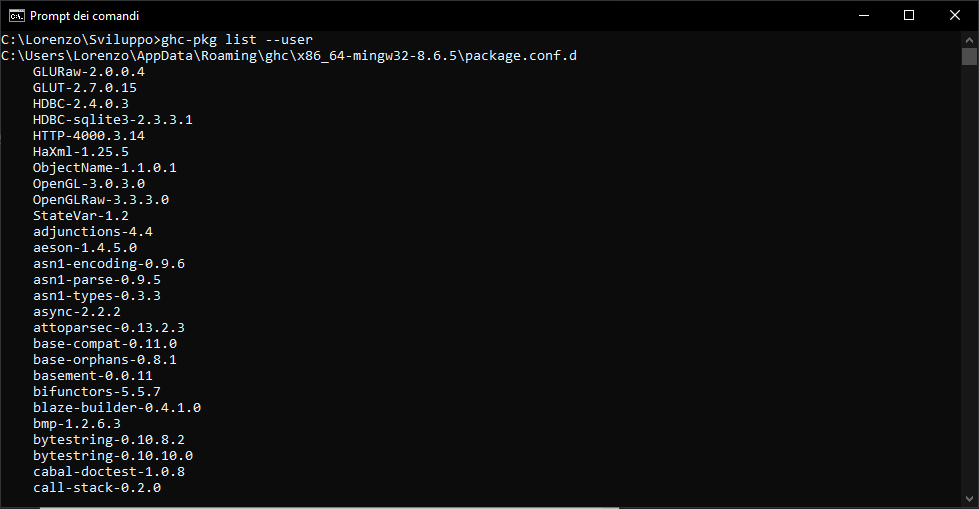 Prompt dei comandi
C:\Lorenzo\Sviluppo>ghc-pkg list --user
C:\Users\Lorenzo\AppData\Roaming\ghc\x86_64-mingw32-8.6.5\package.conf.d
GLURaw-2.0.0.4
GLUT-2.7.0.15
HDBC-2.4.0.3
HDBC-sqlite3-2.3.3.1
HTTP-4000.3.14
HaXml-1.25.5
ObjectName-1.1.0.1
OpenGL-3.0.3.0
OpenGLRaw-3.3.3.0
StateVar-1.2
adjunctions-4.4
aeson-1.4.5.0
asn1-encoding-0.9.6
asn1-parse-0.9.5
asn1-types-0.3.3
async-2.2.2
attoparsec-0.13.2.3
base-compat-0.11.0
base-orphans-0.8.1
basement-0.0.11
bifunctors-5.5.7
blaze-builder-0.4.1.0
bmp-1.2.6.3
bytestring-0.10.8.2
bytestring-0.10.10.0
cabal-doctest-1.0.8
call-stack-0.2.0